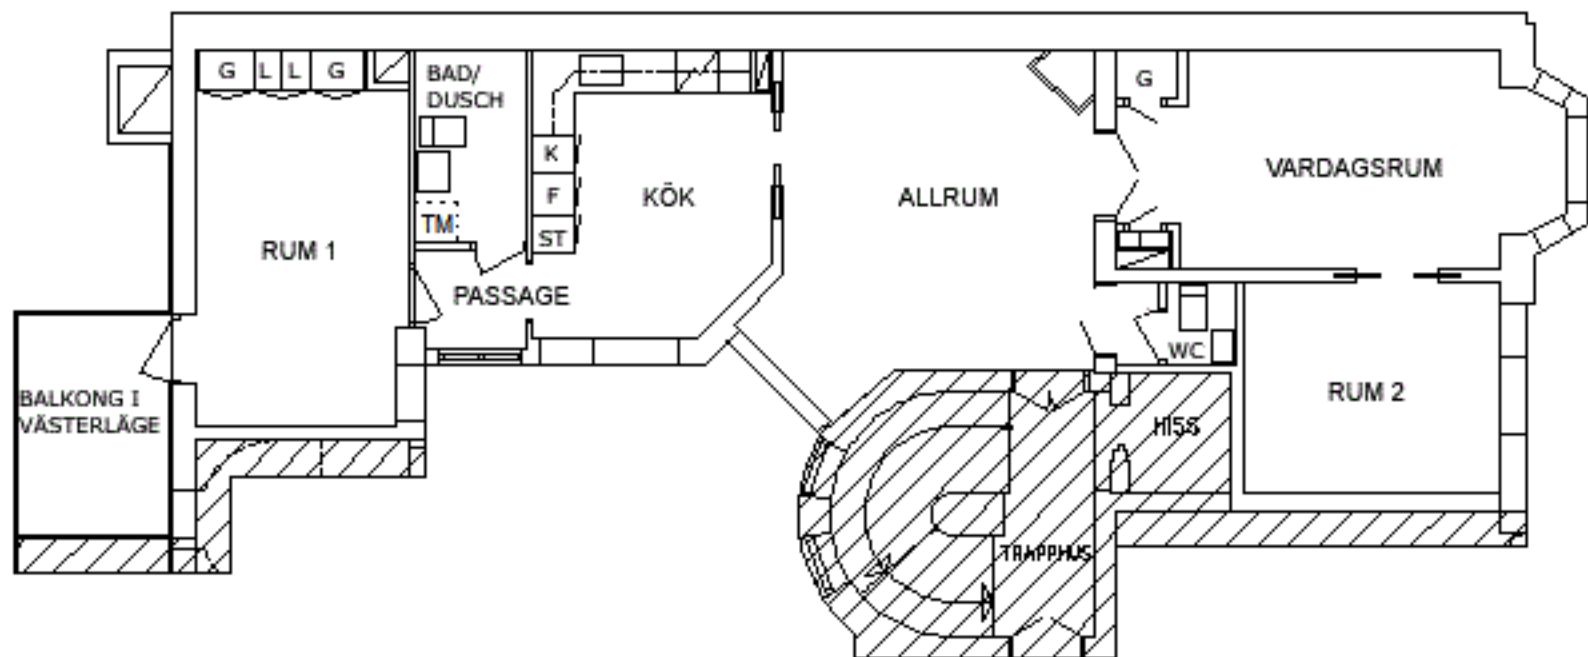 G L L G
BAD/
DUSCH
TM
K
F
ST
KÖK
RUM 1
PASSAGE
ALLRUM
G
VARDAGSRUM
WC
RUM 2
HISS
TRAPPHUS
BALKONG I
VÄSTERLÄGE